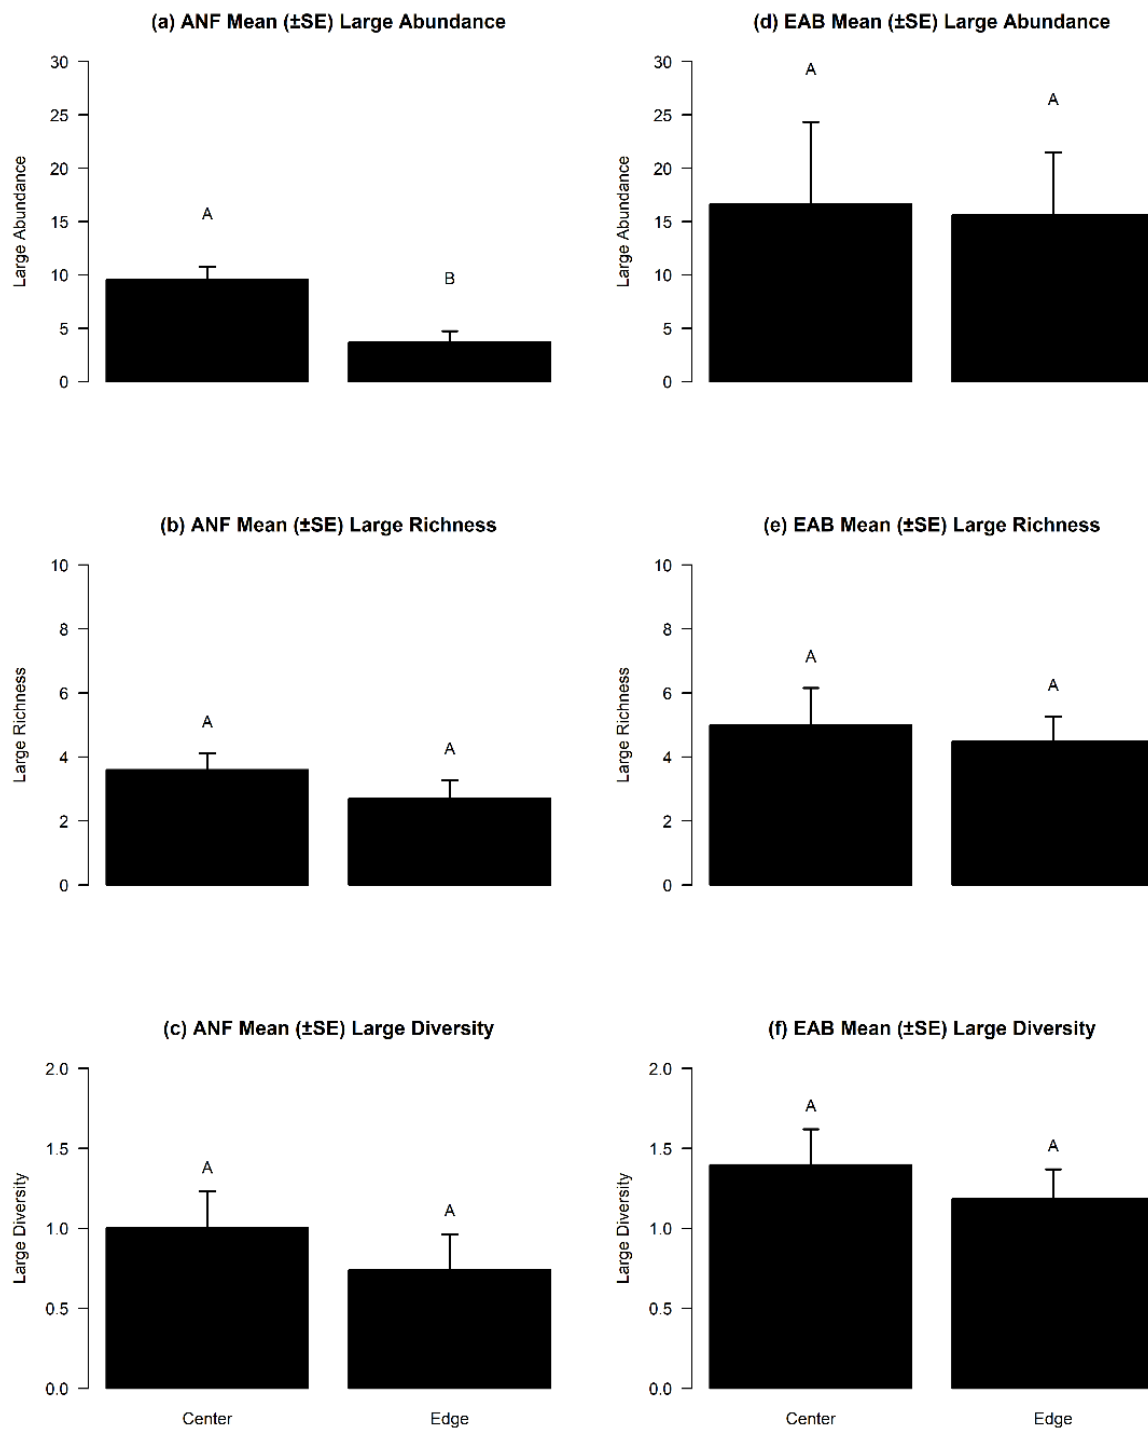 (a) ANF Mean (±SE) Large Abundance
30
25
20
15
10
5
0
Large Abundance
A
B
(d) EAB Mean (±SE) Large Abundance
30
25
20
15
10
5
0
Large Abundance
A
A
(b) ANF Mean (±SE) Large Richness
10
8
6
4
2
0
Large Richness
A
A
(e) EAB Mean (±SE) Large Richness
10
8
6
4
2
0
Large Richness
A
A
(c) ANF Mean (±SE) Large Diversity
2.0
1.5
1.0
0.5
0.0
Large Diversity
A
A
Center
Edge
(f) EAB Mean (±SE) Large Diversity
2.0
1.5
1.0
0.5
0.0
Large Diversity
A
A
Center
Edge